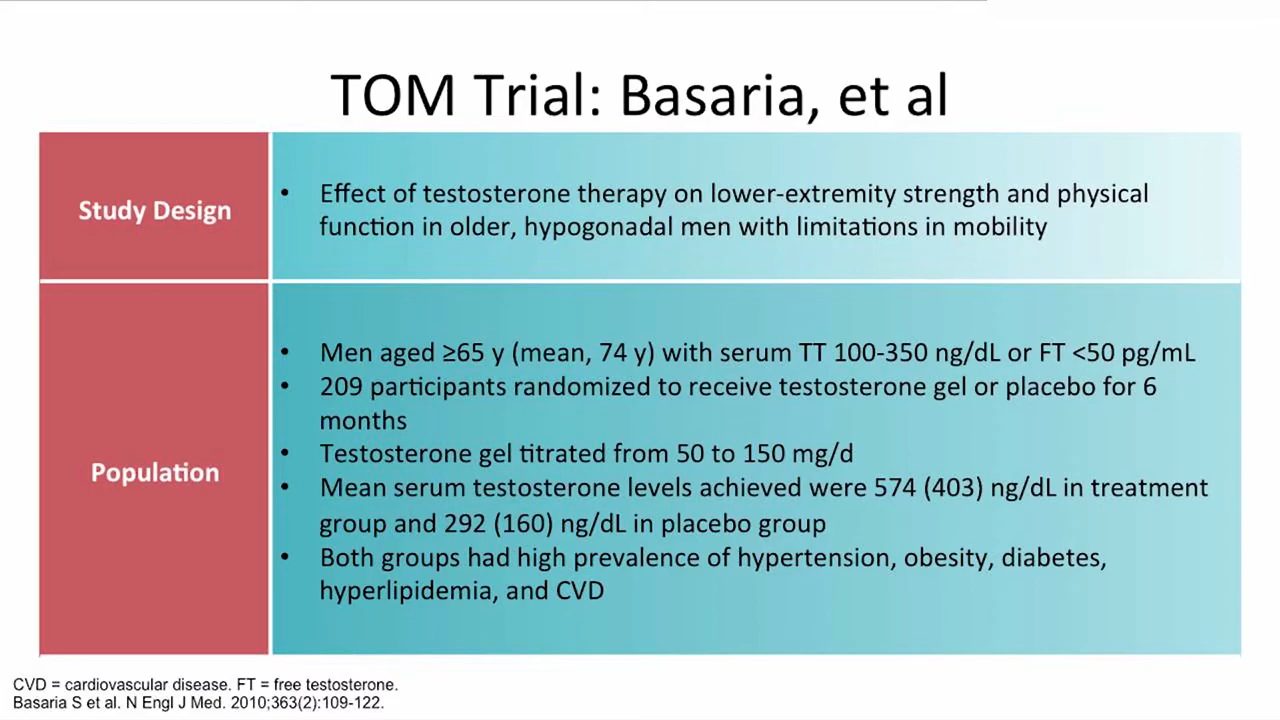 TOM Trial: Basaria, et al
Study Design
• Effect of testosterone therapy on lower-extremity strength and physical
function in older, hypogonadal men with limitations in mobility
Population
• Men aged ≥65 y (mean, 74 y) with serum TT 100-350 ng/dL or FT <50 pg/mL
• 209 participants randomized to receive testosterone gel or placebo for 6
months
• Testosterone gel titrated from 50 to 150 mg/d
• Mean serum testosterone levels achieved were 574 (403) ng/dL in treatment
group and 292 (160) ng/dL in placebo group
• Both groups had high prevalence of hypertension, obesity, diabetes,
hyperlipidemia, and CVD
CVD = cardiovascular disease. FT = free testosterone.
Basaria S et al. N Engl J Med. 2010;363(2):109-122.